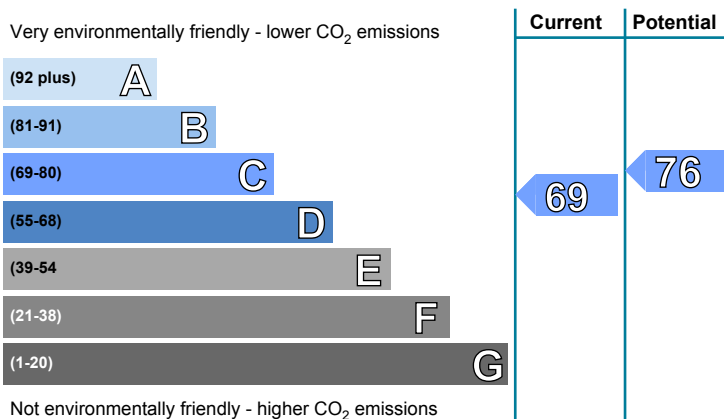 Current Potential
Very environmentally friendly - lower CO2 emissions
(92 plus) A
(81-91) B
(69-80) C
76
69
(55-68) D
(39-54 E
(21-38) F
(1-20) G
Not environmentally friendly - higher CO2 emissions